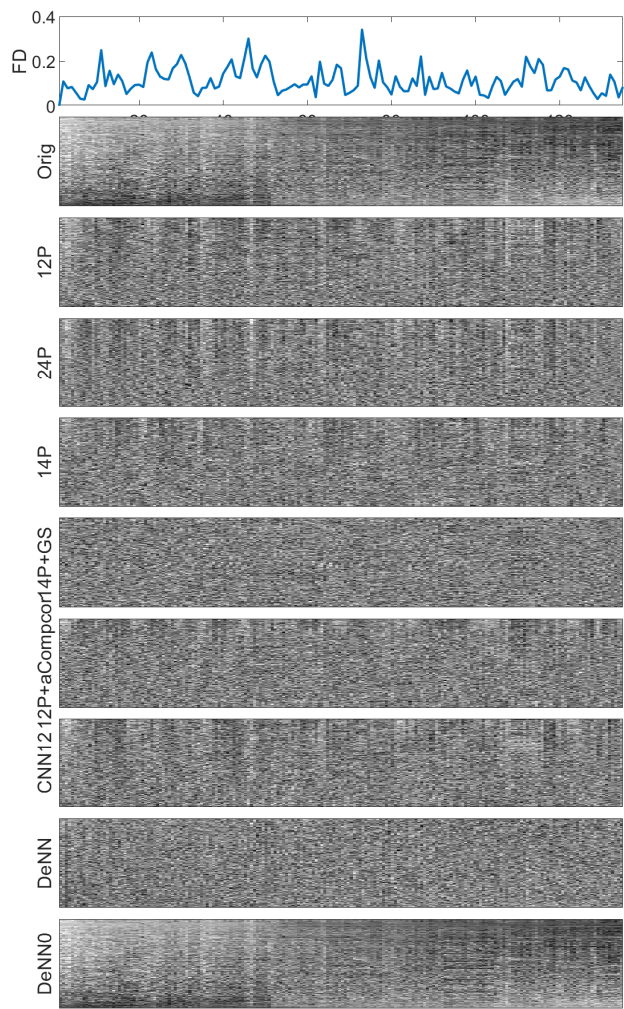 0.4
0.2
0
FD
Orig
12P
24P
14P
14P+GS
12P+aCompcor
CNN12
DeNN
DeNN0